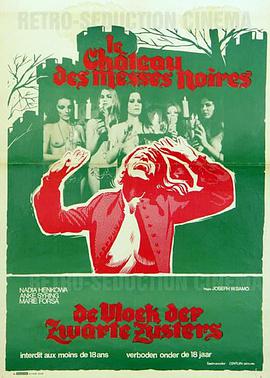 RETRO-SEDUCTION CINEMA
le Château
des Messes Noires
NADIA HENKOWA
ANKE SYRING
MARIE FORSA
JOSEPH W. SARNO
RETRO-SEDUCTION CINEMA
de Vloek der
Zwarte Zusters
interdit aux moins de 18 ans verboden onder de 18 jaar